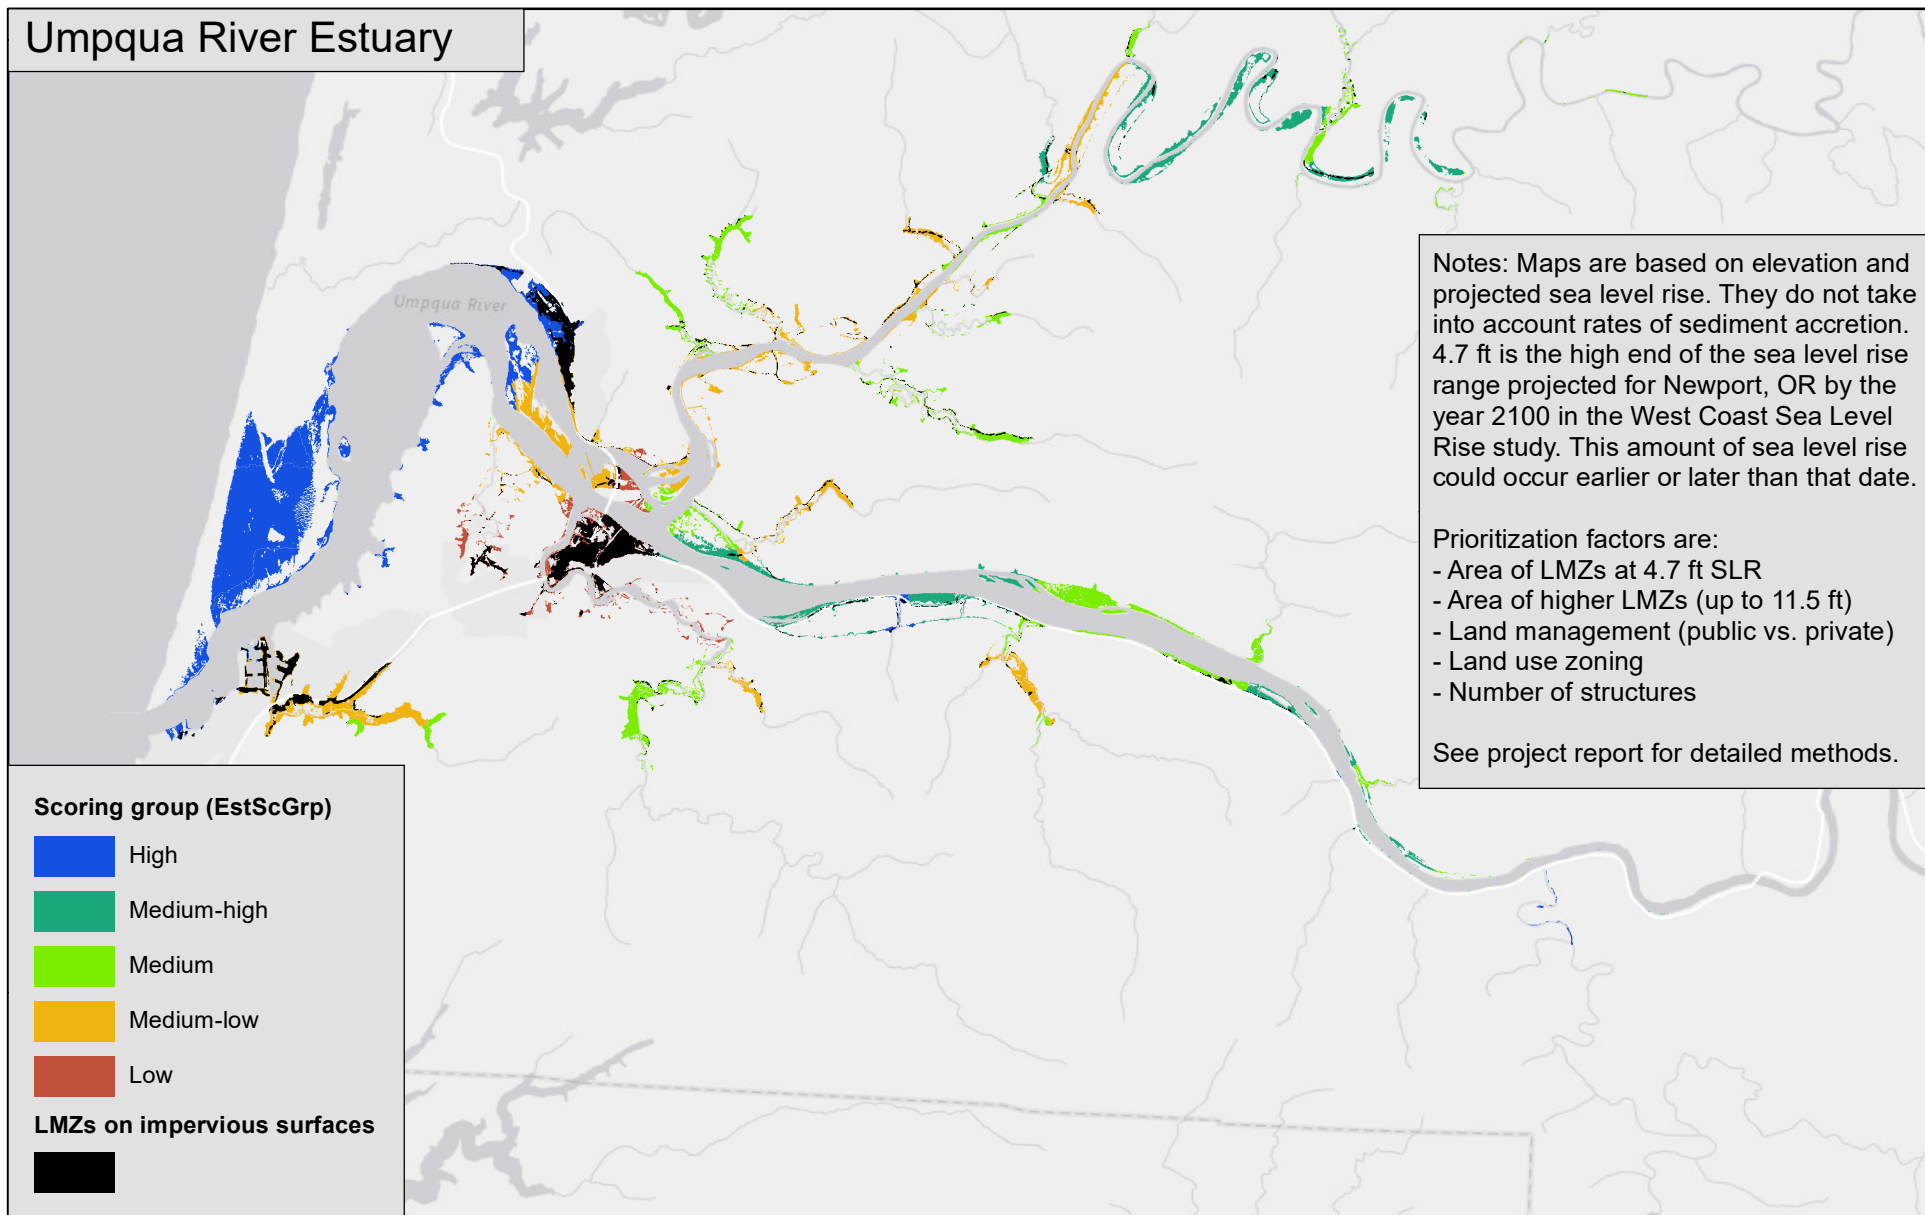 Umpqua River Estuary
Umpqua River
Notes: Maps are based on elevation and
projected sea level rise. They do not take
into account rates of sediment accretion.
4.7 ft is the high end of the sea level rise
range projected for Newport, OR by the
year 2100 in the West Coast Sea Level
Rise study. This amount of sea level rise
could occur earlier or later than that date.
Prioritization factors are:
- Area of LMZs at 4.7 ft SLR
- Area of higher LMZs (up to 11.5 ft)
- Land management (public vs. private)
- Land use zoning
- Number of structures
See project report for detailed methods.
Scoring group (EstScGrp)
High
Medium-high
Medium
Medium-low
Low
LMZs on impervious surfaces